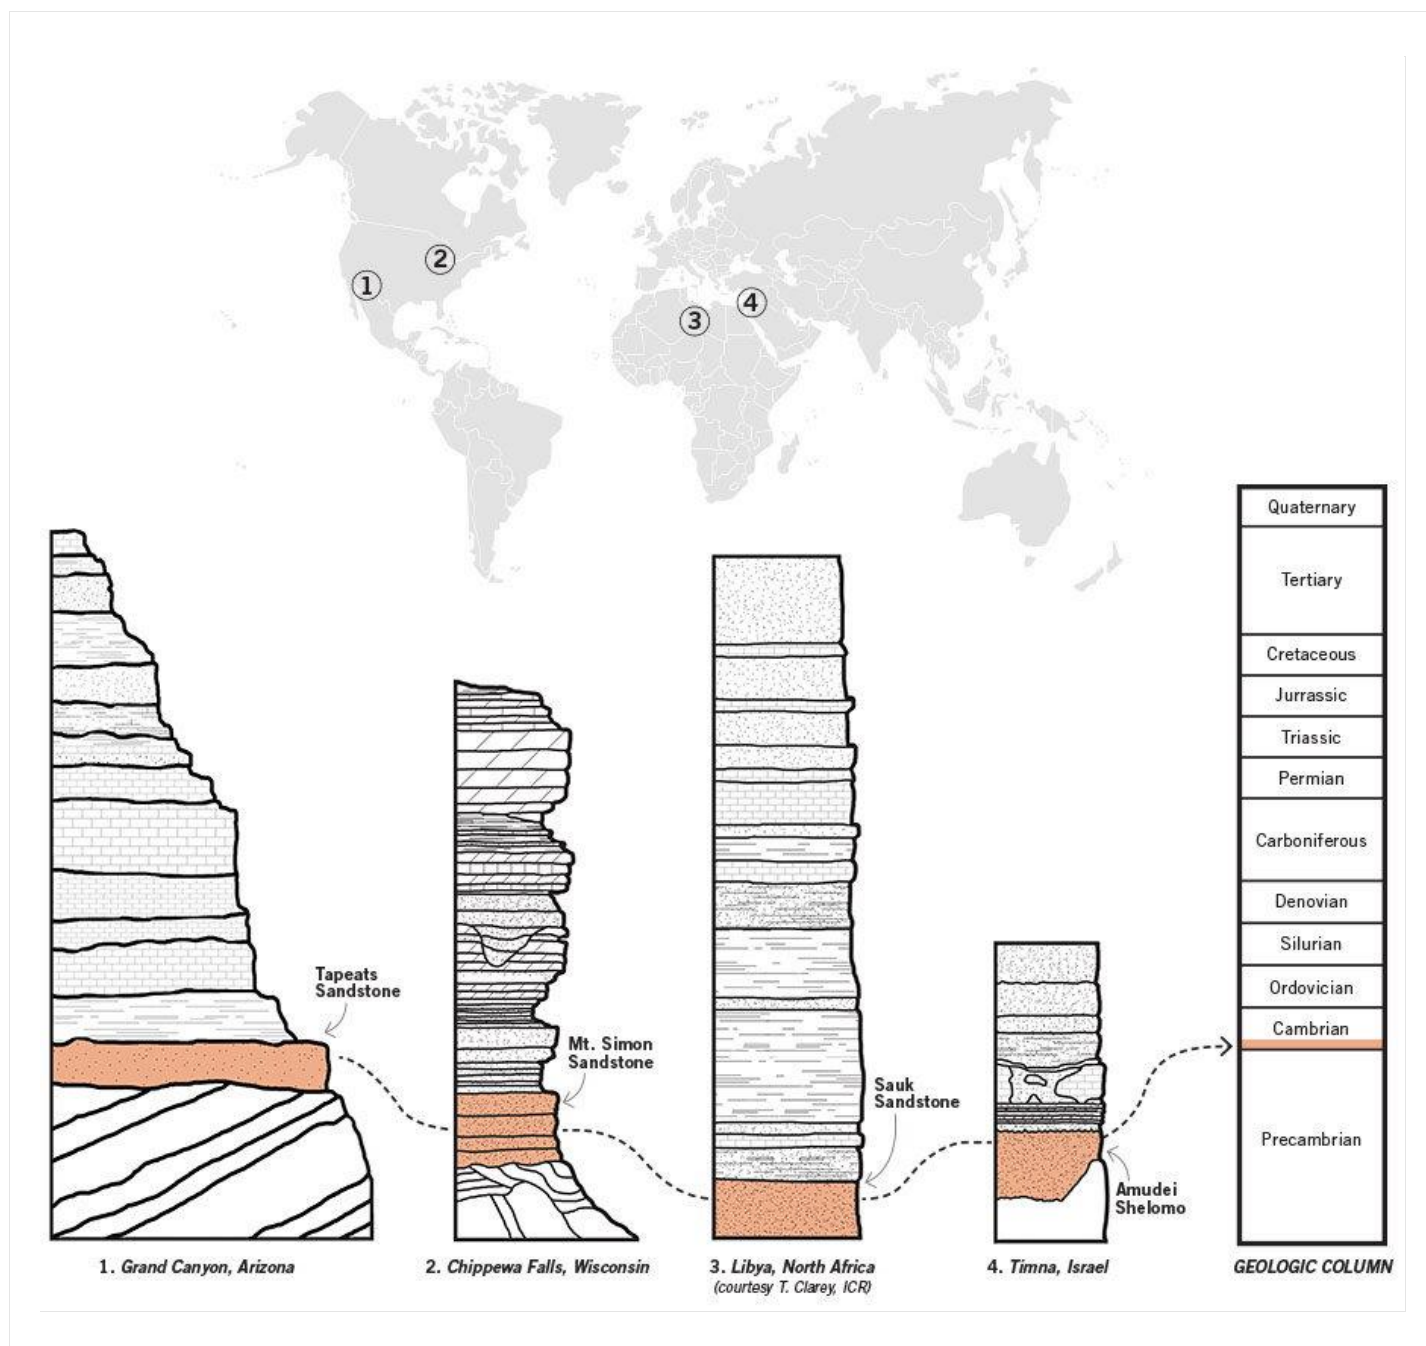 1
2
3
4
Tapeats
Sandstone
Mt. Simon
Sandstone
Sauk
Sandstone
Amudei
Shelomo
Quaternary
Tertiary
Cretaceous
Jurrassic
Triassic
Permian
Carboniferous
Denovian
Silurian
Ordovician
Cambrian
Precambrian
1. Grand Canyon, Arizona
2. Chippewa Falls, Wisconsin
3. Libya, North Africa
(courtesy T. Clarey, ICR)
4. Timna, Israel
GEOLOGIC COLUMN